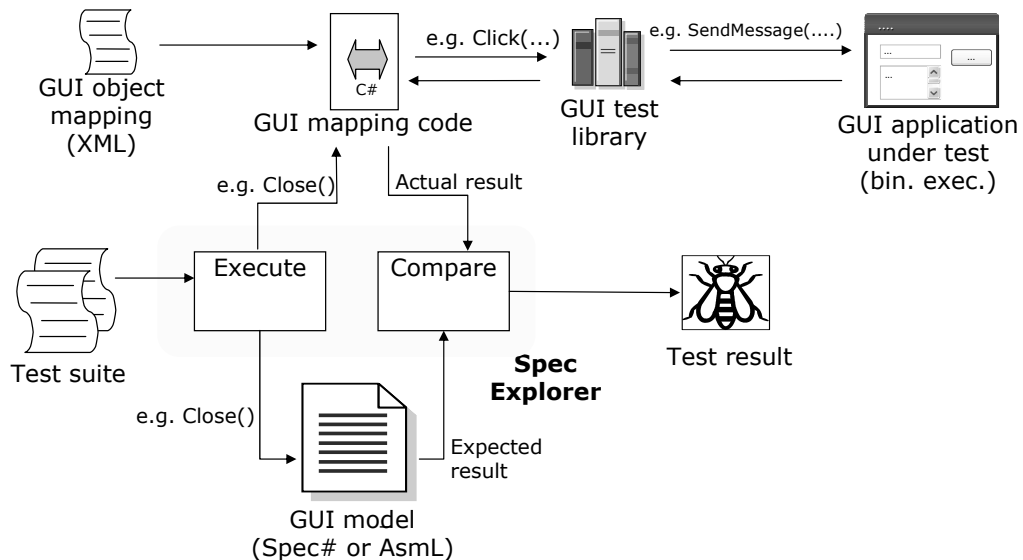 ....
...
...
...
e.g. Click(...)
e.g. SendMessage(....)
C#
GUI object
mapping
(XML)
GUI mapping code
GUI test
library
GUI application
under test
(bin. exec.)
e.g. Close()
Actual result
Execute
Compare
Test suite
Spec
Explorer
Test result
e.g. Close()
Expected
result
GUI model
(Spec# or AsmL)